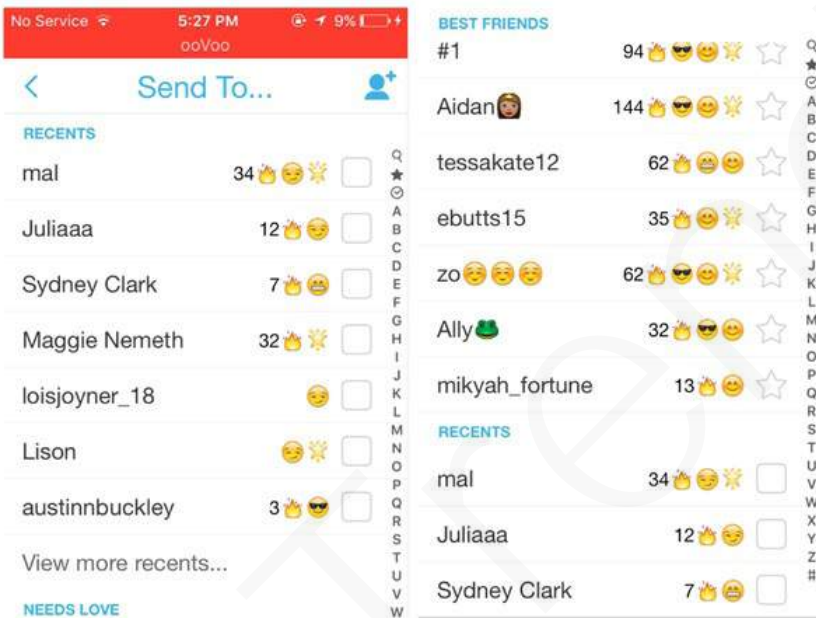 No Service 5:27 PM 9%
ooVoo
Send To...
RECENTS
mal 34🔥😏🌟
Juliaaa 12🔥😏
Sydney Clark 7🔥😬
Maggie Nemeth 32🔥🌟
loisjoyner_18 😏
Lison 😏🌟
austinnbuckley 3🔥😎
View more recents...
NEEDS LOVE
A
B
C
D
E
F
G
H
I
J
K
L
M
N
O
P
Q
R
S
T
U
V
W
BEST FRIENDS
#1 94🔥😎😊🌟
Aidan👸🏽 144🔥😎😊🌟
tessakate12 62🔥😬😊
ebutts15 35🔥😊🌟
zo☺️☺️☺️ 62🔥😎😊🌟
Ally🐸 32🔥😎😊
mikyah_fortune 13🔥😊
RECENTS
mal 34🔥😏🌟
Juliaaa 12🔥😏
Sydney Clark 7🔥😬
A
B
C
D
E
F
G
H
I
J
K
L
M
N
O
P
Q
R
S
T
U
V
W
X
Y
Z
#
Tren